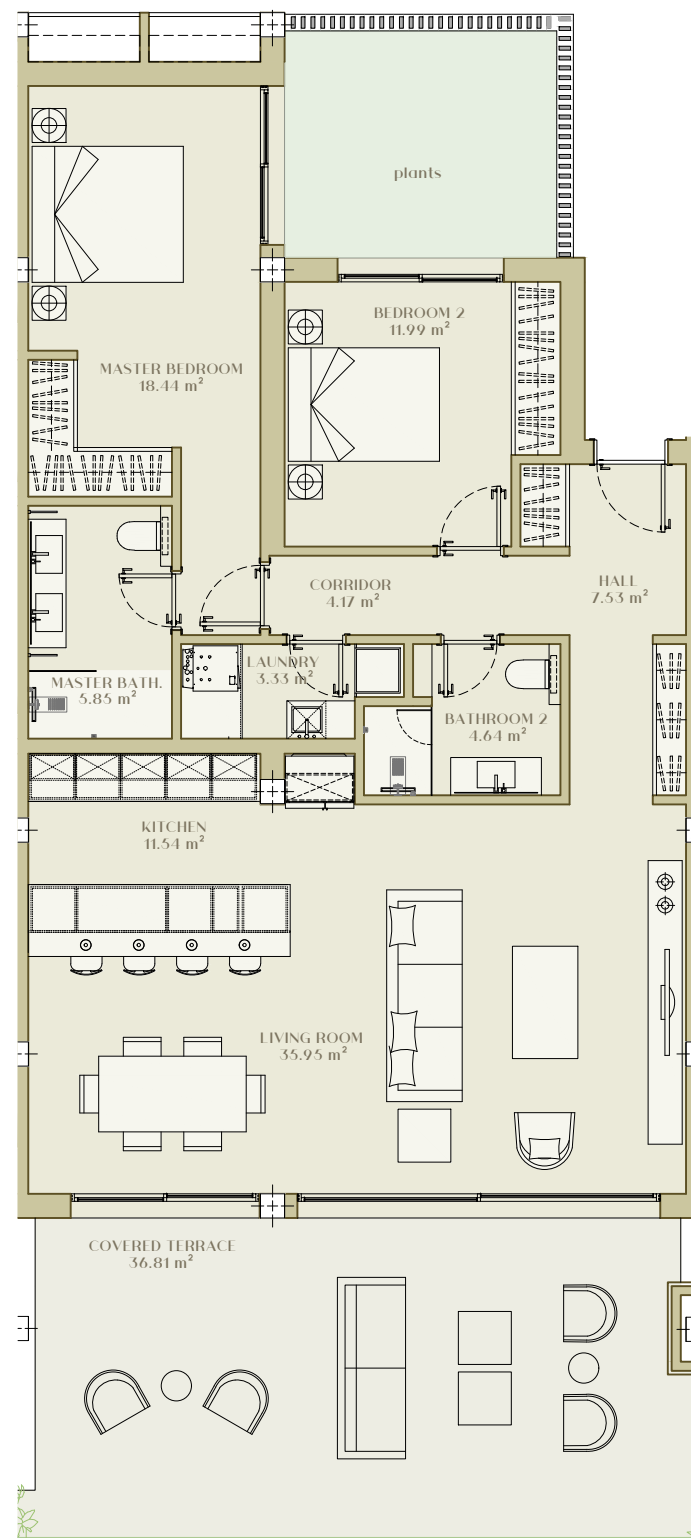 plants
BEDROOM 2
11.99 m²
MASTER BEDROOM
18.44 m²
CORRIDOR
4.17 m²
HALL
7.53 m²
LAUNDRY
3.33 m²
MASTER BATH.
5.85 m²
BATHROOM 2
4.64 m²
KITCHEN
11.54 m²
LIVING ROOM
35.95 m²
COVERED TERRACE
36.81 m²